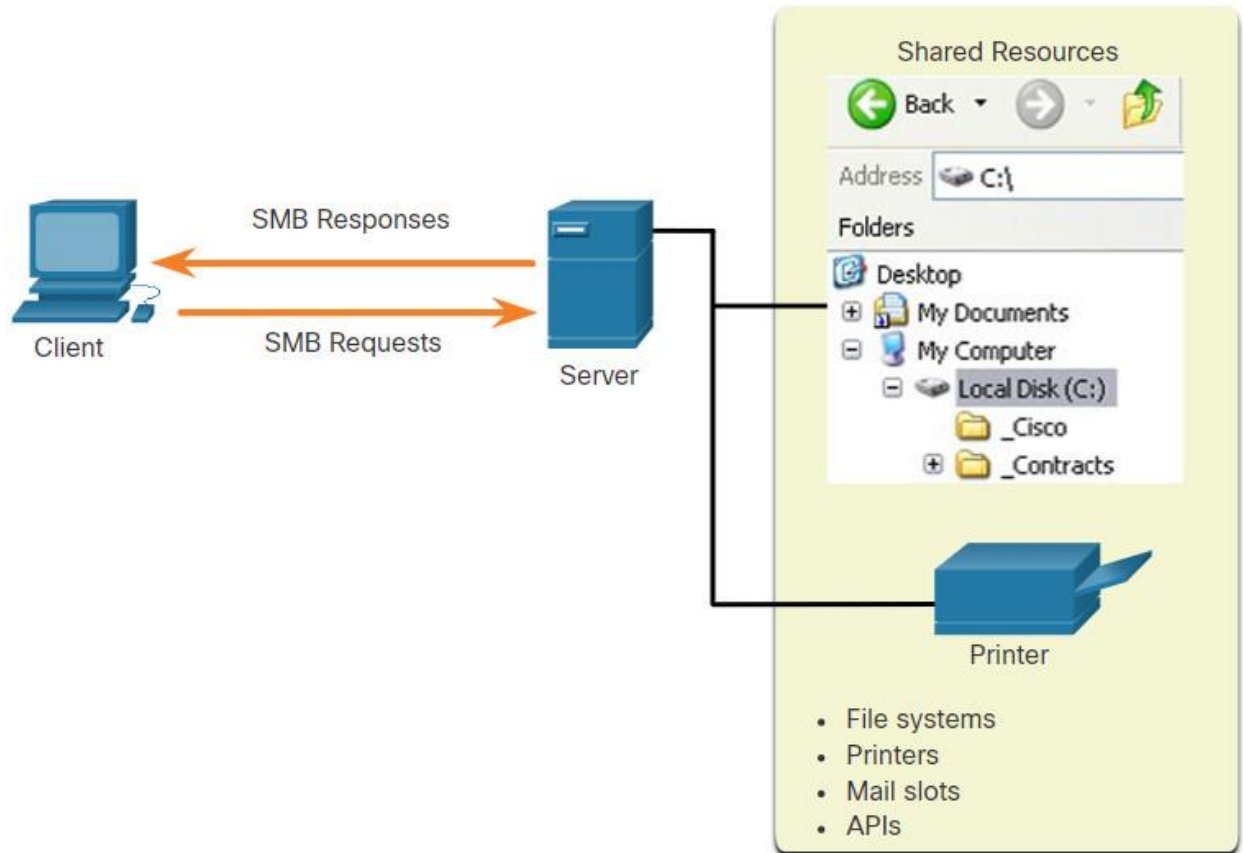 Shared Resources
Back
Address C:\
Folders
Desktop
My Documents
My Computer
Local Disk (C:)
_Cisco
_Contracts
SMB Responses
SMB Requests
Client
Server
Printer
• File systems
• Printers
• Mail slots
• APIs